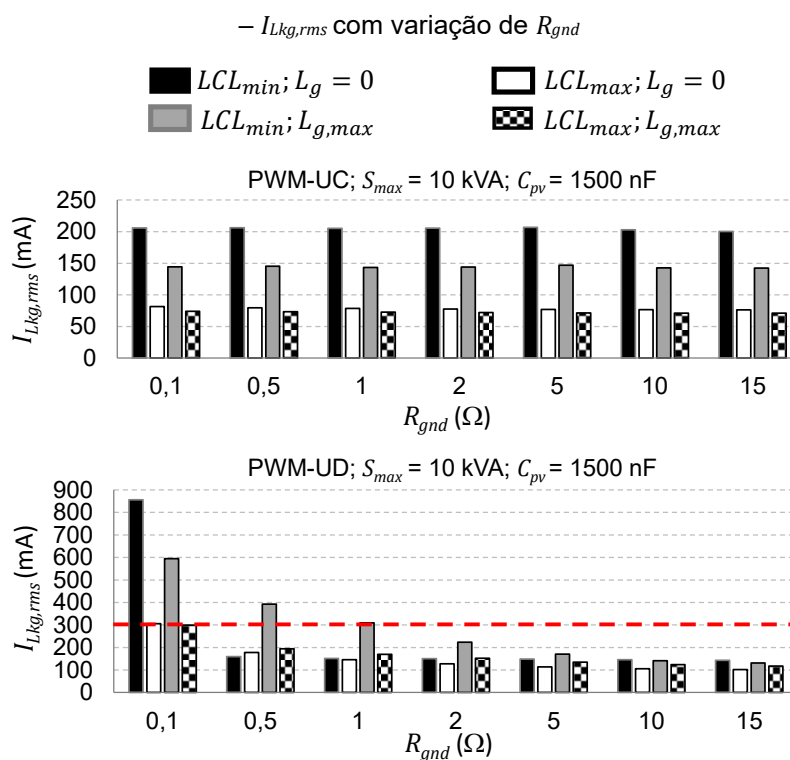 – I_Lkg,rms com variação de R_gnd
LCL_min; L_g = 0
LCL_max; L_g = 0
LCL_min; L_g,max
LCL_max; L_g,max
PWM-UC; S_max = 10 kVA; C_pv = 1500 nF
I_Lkg,rms (mA)
250
200
150
100
50
0
0,1 0,5 1 2 5 10 15
R_gnd (Ω)
PWM-UD; S_max = 10 kVA; C_pv = 1500 nF
I_Lkg,rms (mA)
900
800
700
600
500
400
300
200
100
0
0,1 0,5 1 2 5 10 15
R_gnd (Ω)